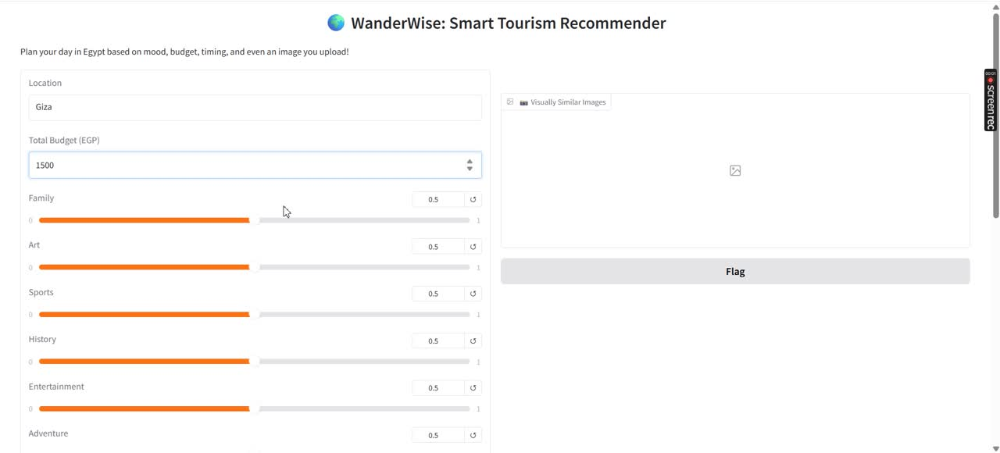 WanderWise: Smart Tourism Recommender
Plan your day in Egypt based on mood, budget, timing, and even an image you upload!
Location
Giza
Total Budget (EGP)
1500
Family
0.5
0
1
Art
0.5
0
1
Sports
0.5
0
1
History
0.5
0
1
Entertainment
0.5
0
1
Adventure
0.5
Visually Similar Images
Flag
00:01
screenrec